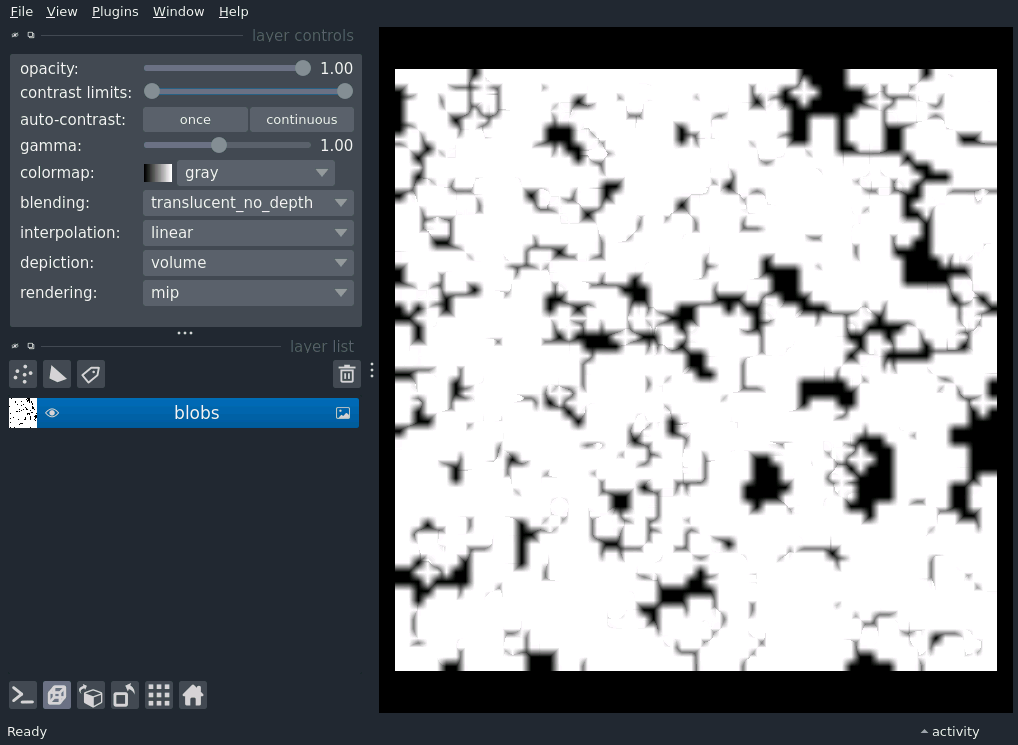 File View Plugins Window Help
layer controls
opacity: 1.00
contrast limits:
auto-contrast: once continuous
gamma: 1.00
colormap: gray
blending: translucent_no_depth
interpolation: linear
depiction: volume
rendering: mip
layer list
blobs
Ready activity